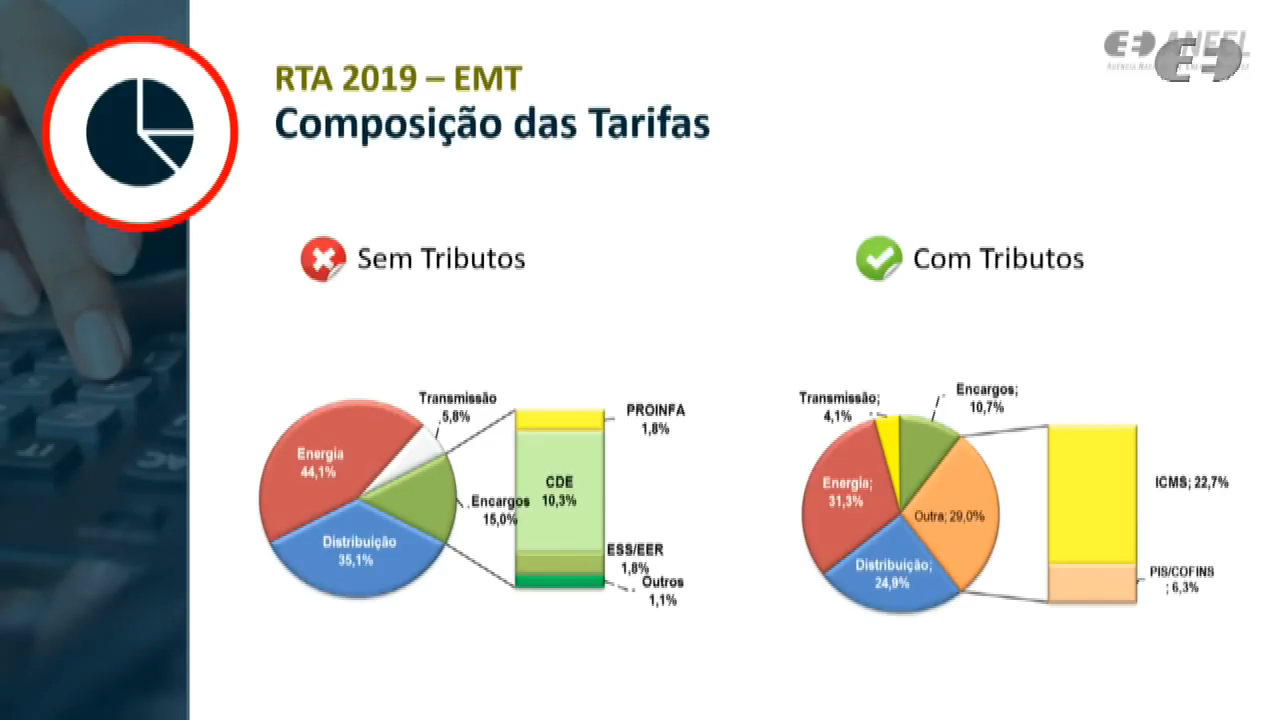 ANEEL
RTA 2019 – EMT
Composição das Tarifas
Sem Tributos
Com Tributos
Transmissão
5,8%
Energia
44,1%
Distribuição
35,1%
Encargos
15,0%
PROINFA
1,8%
CDE
10,3%
ESS/EER
1,8%
Outros
1,1%
Transmissão;
4,1%
Encargos;
10,7%
Energia;
31,3%
Outra; 29,0%
Distribuição;
24,9%
ICMS; 22,7%
PIS/COFINS
; 6,3%